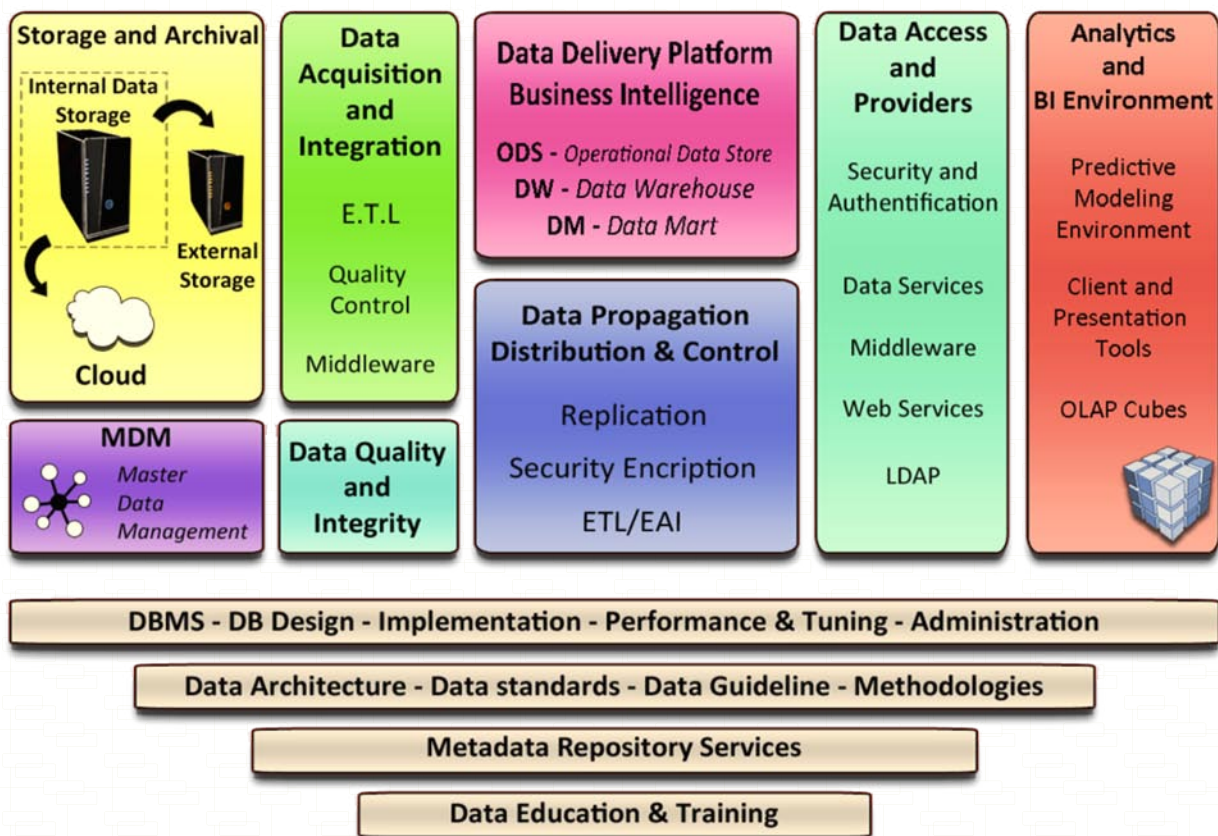 Storage and Archival
Internal Data
Storage
External
Storage
Cloud
MDM
Master
Data
Management
Data
Acquisition
and
Integration
E.T.L
Quality
Control
Middleware
Data Quality
and
Integrity
Data Delivery Platform
Business Intelligence
ODS - Operational Data Store
DW - Data Warehouse
DM - Data Mart
Data Propagation
Distribution & Control
Replication
Security Encription
ETL/EAI
Data Access
and
Providers
Security and
Authentification
Data Services
Middleware
Web Services
LDAP
Analytics
and
BI Environment
Predictive
Modeling
Environment
Client and
Presentation
Tools
OLAP Cubes
DBMS - DB Design - Implementation - Performance & Tuning - Administration
Data Architecture - Data standards - Data Guideline - Methodologies
Metadata Repository Services
Data Education & Training